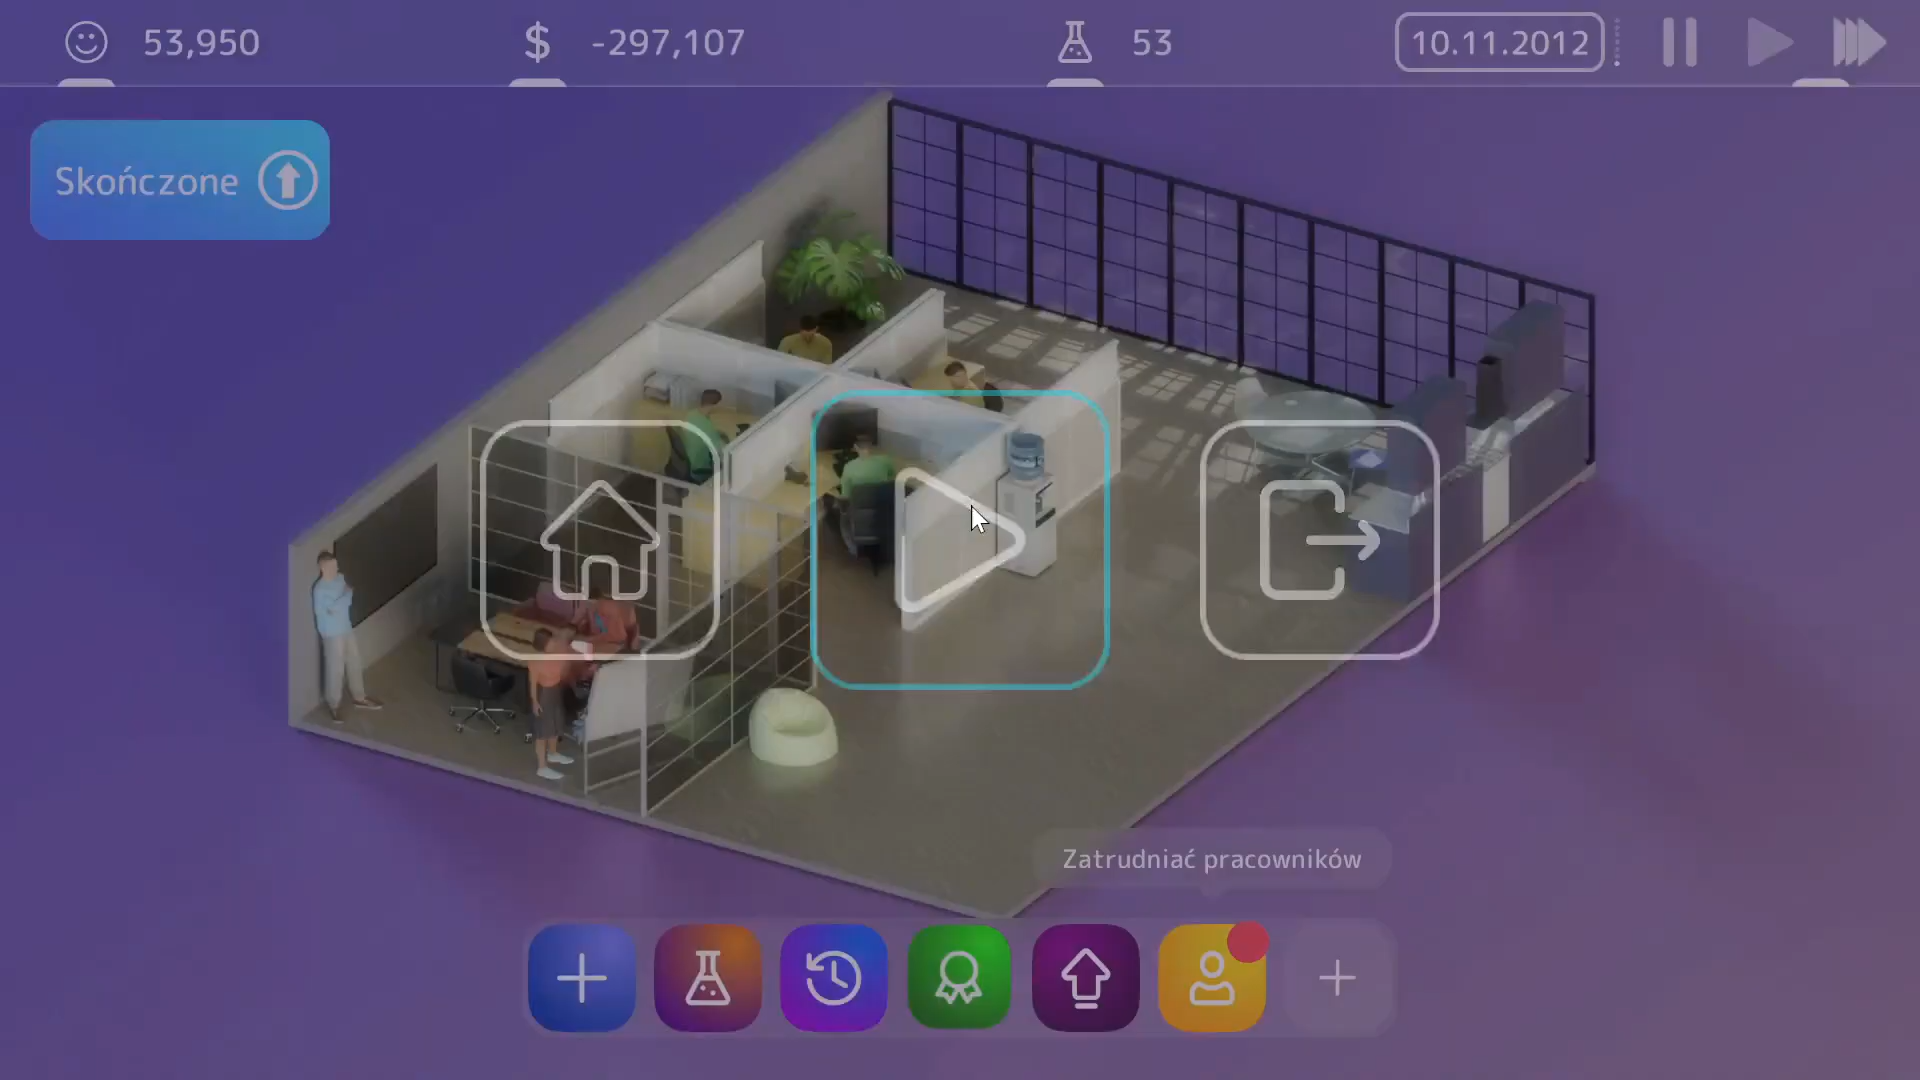 53,950
$ -297,107
53
10.11.2012
Skończone
Zatrudniać pracowników